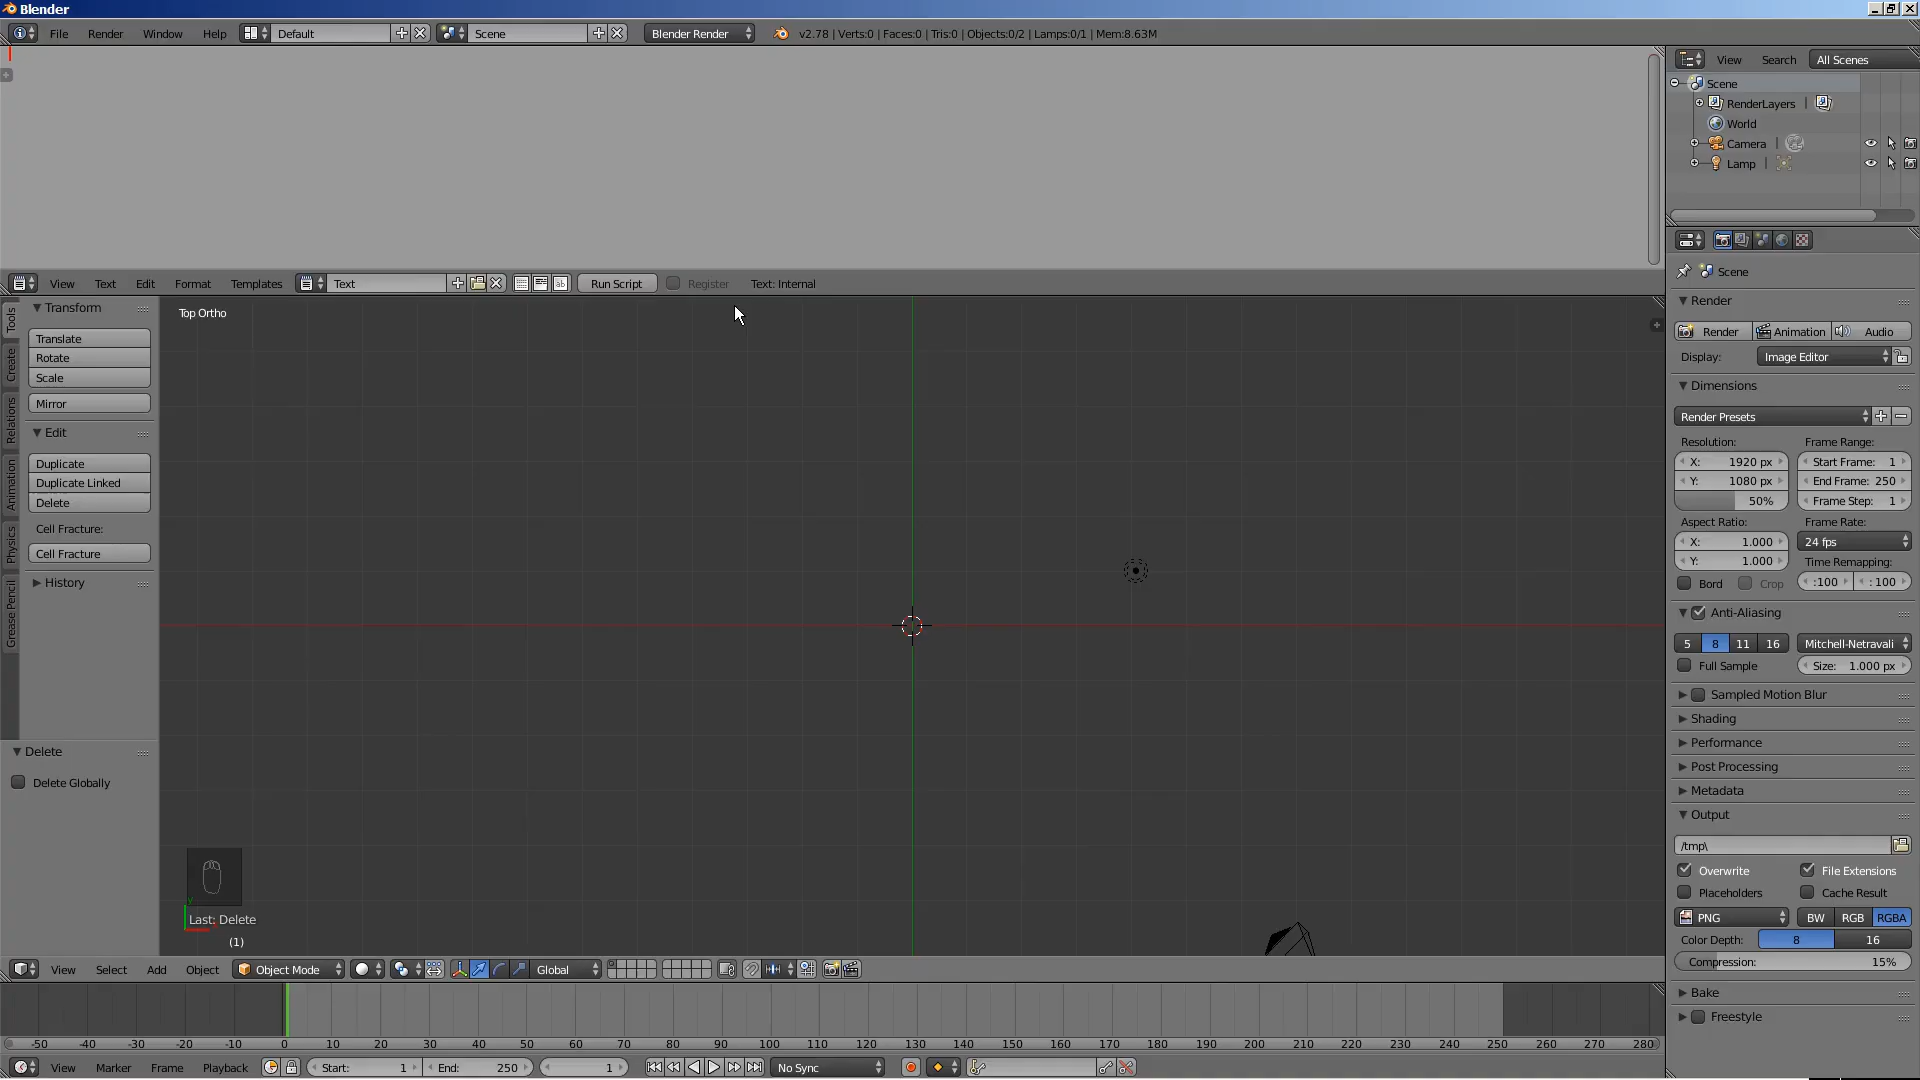 Blender
File Render Window Help Default Scene Blender Render v2.78 | Verts:0 | Faces:0 | Tris:0 | Objects:0/2 | Lamps:0/1 | Mem:8.63M
View Search All Scenes
Scene
RenderLayers
World
Camera
Lamp
View Text Edit Format Templates Text Run Script Register Text: Internal
Tools
Create
Relations
Animation
Physics
Grease Pencil
Transform
Translate
Rotate
Scale
Mirror
Edit
Duplicate
Duplicate Linked
Delete
Cell Fracture:
Cell Fracture
History
Delete
Delete Globally
Top Ortho
Last: Delete
(1)
Scene
Render
Render Animation Audio
Display: Image Editor
Dimensions
Render Presets
Resolution: Frame Range:
X: 1920 px Start Frame: 1
Y: 1080 px End Frame: 250
50% Frame Step: 1
Aspect Ratio: Frame Rate:
X: 1.000 24 fps
Y: 1.000 Time Remapping:
Bord Crop :100 : 100
Anti-Aliasing
5 8 11 16 Mitchell-Netravali
Full Sample Size: 1.000 px
Sampled Motion Blur
Shading
Performance
Post Processing
Metadata
Output
/tmp\
Overwrite File Extensions
Placeholders Cache Result
PNG BW RGB RGBA
Color Depth: 8 16
Compression: 15%
Bake
Freestyle
View Select Add Object Object Mode Global
-50 -40 -30 -20 -10 0 10 20 30 40 50 60 70 80 90 100 110 120 130 140 150 160 170 180 190 200 210 220 230 240 250 260 270 280
View Marker Frame Playback Start: 1 End: 250 1 No Sync